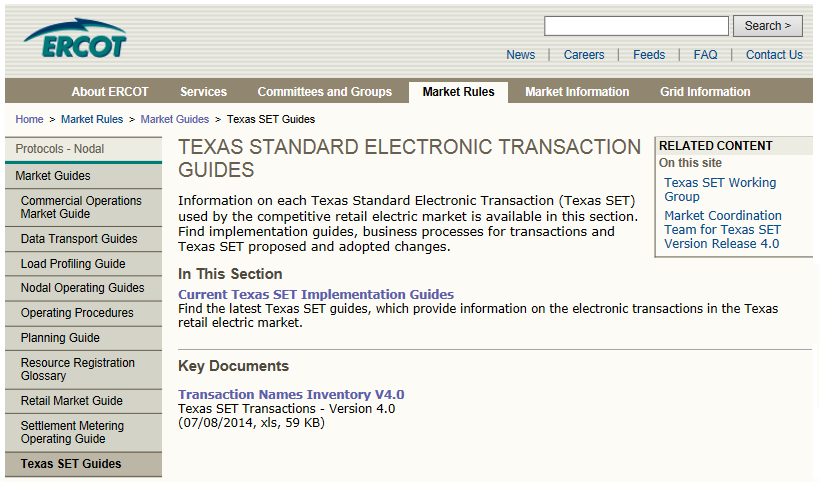 ERCOT
Search >
News | Careers | Feeds | FAQ | Contact Us
About ERCOT Services Committees and Groups Market Rules Market Information Grid Information
Home > Market Rules > Market Guides > Texas SET Guides
Protocols - Nodal
Market Guides
Commercial Operations
Market Guide
Data Transport Guides
Load Profiling Guide
Nodal Operating Guides
Operating Procedures
Planning Guide
Resource Registration
Glossary
Retail Market Guide
Settlement Metering
Operating Guide
Texas SET Guides
TEXAS STANDARD ELECTRONIC TRANSACTION
GUIDES
Information on each Texas Standard Electronic Transaction (Texas SET)
used by the competitive retail electric market is available in this section.
Find implementation guides, business processes for transactions and
Texas SET proposed and adopted changes.
In This Section
Current Texas SET Implementation Guides
Find the latest Texas SET guides, which provide information on the electronic transactions in the Texas
retail electric market.
Key Documents
Transaction Names Inventory V4.0
Texas SET Transactions - Version 4.0
(07/08/2014, xls, 59 KB)
RELATED CONTENT
On this site
Texas SET Working
Group
Market Coordination
Team for Texas SET
Version Release 4.0